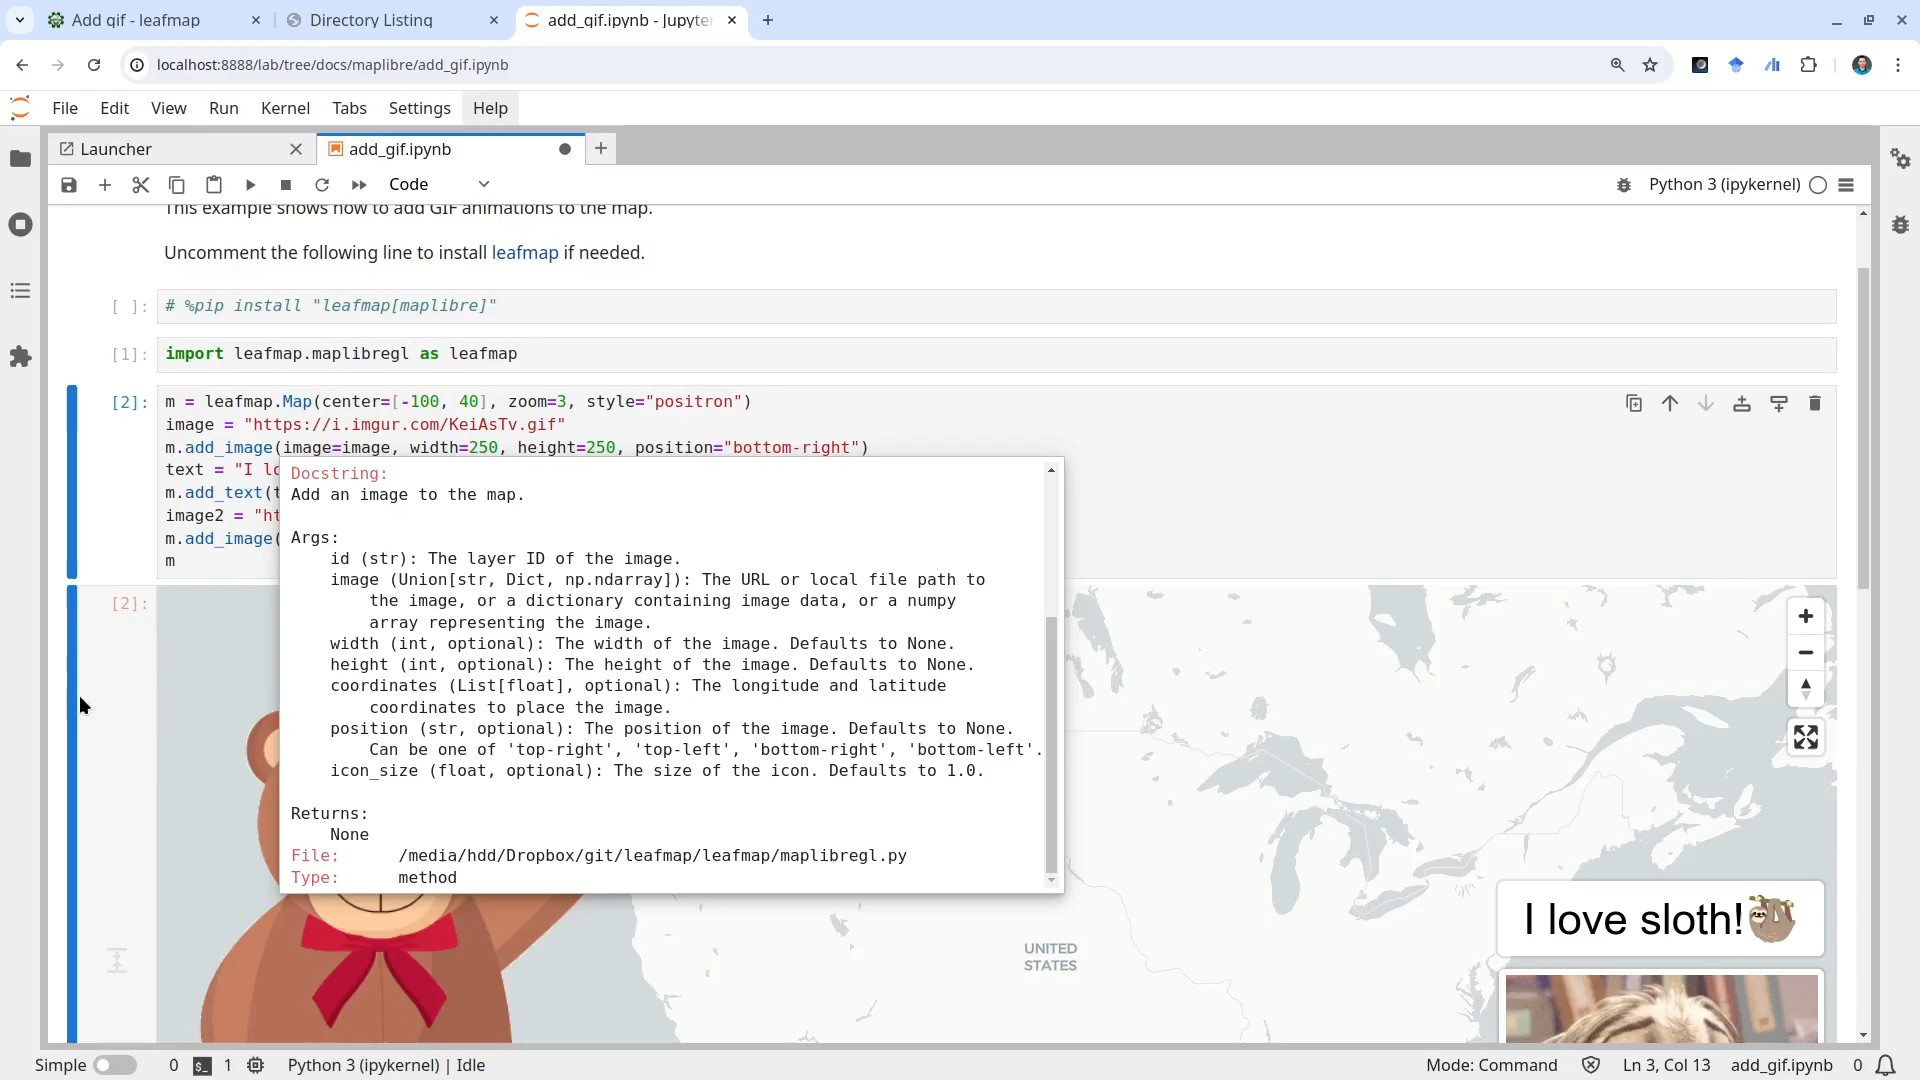 Add gif - leafmap
Directory Listing
add_gif.ipynb - Jupyter
localhost:8888/lab/tree/docs/maplibre/add_gif.ipynb
File Edit View Run Kernel Tabs Settings Help
Launcher
add_gif.ipynb
Code
Python 3 (ipykernel)
This example shows how to add GIF animations to the map.
Uncomment the following line to install leafmap if needed.
[ ]: # %pip install "leafmap[maplibre]"
[1]: import leafmap.maplibregl as leafmap
[2]: m = leafmap.Map(center=[-100, 40], zoom=3, style="positron")
image = "https://i.imgur.com/KeiAsTv.gif"
m.add_image(image=image, width=250, height=250, position="bottom-right")
text = "I lo
m.add_text(t
image2 = "ht
m.add_image(
m
Docstring:
Add an image to the map.
Args:
id (str): The layer ID of the image.
image (Union[str, Dict, np.ndarray]): The URL or local file path to
the image, or a dictionary containing image data, or a numpy
array representing the image.
width (int, optional): The width of the image. Defaults to None.
height (int, optional): The height of the image. Defaults to None.
coordinates (List[float], optional): The longitude and latitude
coordinates to place the image.
position (str, optional): The position of the image. Defaults to None.
Can be one of 'top-right', 'top-left', 'bottom-right', 'bottom-left'.
icon_size (float, optional): The size of the icon. Defaults to 1.0.
Returns:
None
File: /media/hdd/Dropbox/git/leafmap/leafmap/maplibregl.py
Type: method
[2]:
I love sloth!🦥
UNITED
STATES
Simple 0 1 Python 3 (ipykernel) | Idle
Mode: Command Ln 3, Col 13 add_gif.ipynb 0